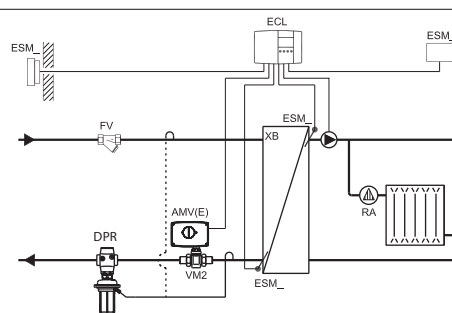 ECL
ESM_
ESM_
FV
ESM_
XB
AMV(E)
RA
DPR
VM2
ESM_